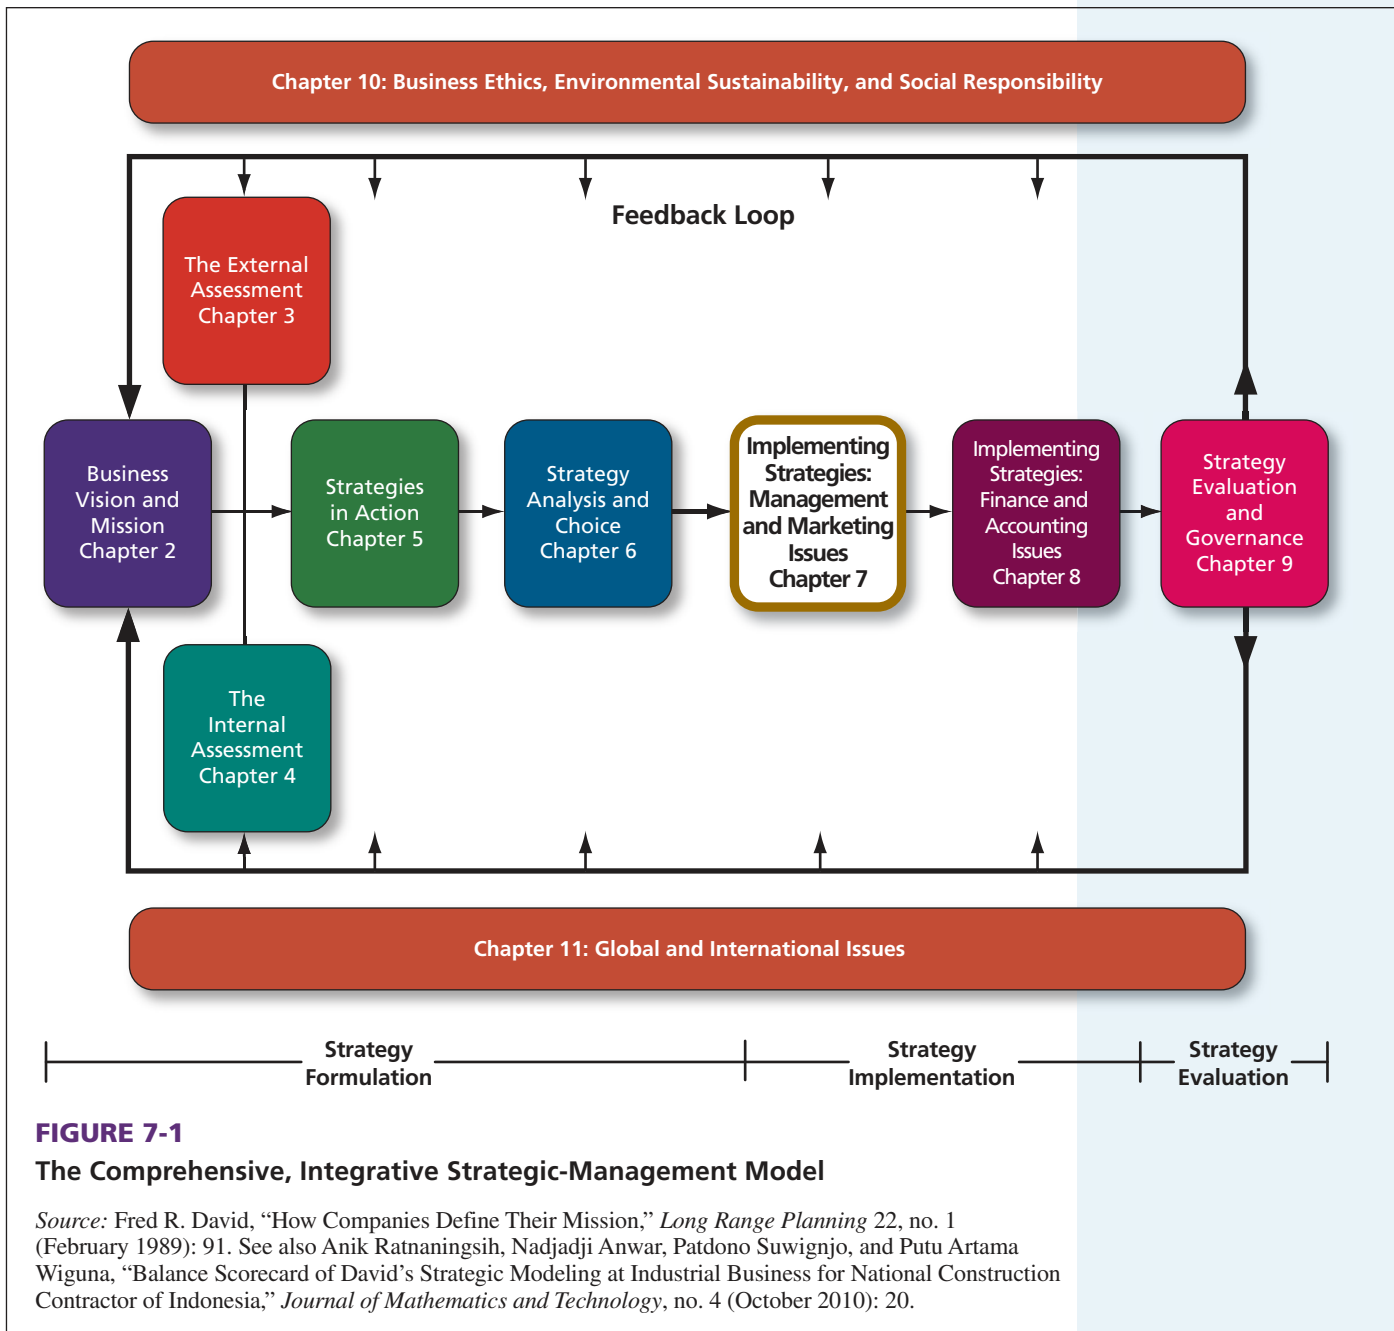 Chapter 10: Business Ethics, Environmental Sustainability, and Social Responsibility
Feedback Loop
The External
Assessment
Chapter 3
Business
Vision and
Mission
Chapter 2
Strategies
in Action
Chapter 5
Strategy
Analysis and
Choice
Chapter 6
Implementing
Strategies:
Management
and Marketing
Issues
Chapter 7
Implementing
Strategies:
Finance and
Accounting
Issues
Chapter 8
Strategy
Evaluation
and
Governance
Chapter 9
The
Internal
Assessment
Chapter 4
Chapter 11: Global and International Issues
Strategy
Formulation
Strategy
Implementation
Strategy
Evaluation
FIGURE 7-1
The Comprehensive, Integrative Strategic-Management Model
Source: Fred R. David, “How Companies Define Their Mission,” Long Range Planning 22, no. 1
(February 1989): 91. See also Anik Ratnaningsih, Nadjadji Anwar, Patdono Suwignjo, and Putu Artama
Wiguna, “Balance Scorecard of David’s Strategic Modeling at Industrial Business for National Construction
Contractor of Indonesia,” Journal of Mathematics and Technology, no. 4 (October 2010): 20.